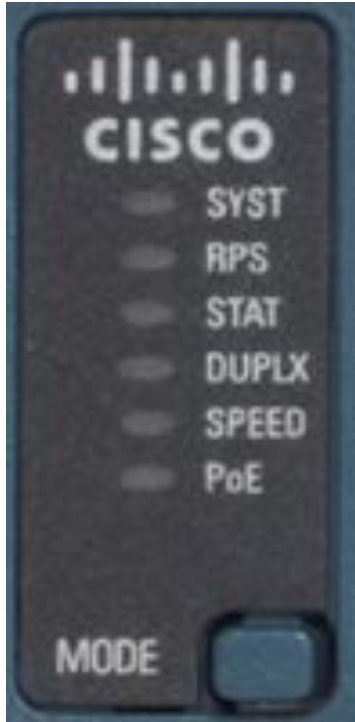 CISCO
SYST
RPS
STAT
DUPLX
SPEED
PoE
MODE